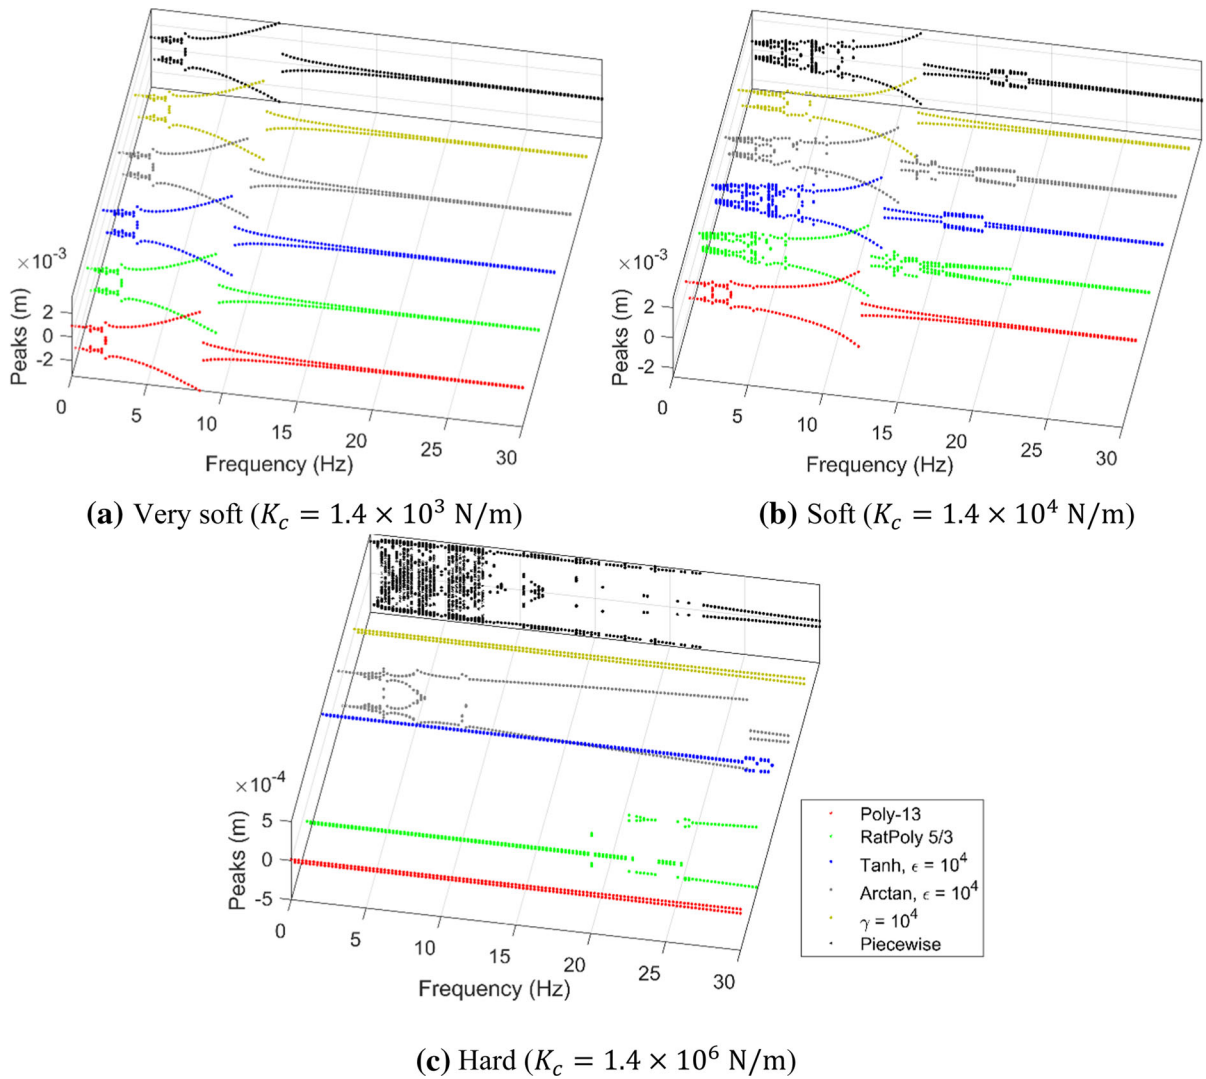 ×10⁻³
Peaks (m)
2
0
-2
0
5
10
15
20
25
30
Frequency (Hz)
(a) Very soft (K_c = 1.4 × 10³ N/m)
×10⁻³
Peaks (m)
2
0
-2
0
5
10
15
20
25
30
Frequency (Hz)
(b) Soft (K_c = 1.4 × 10⁴ N/m)
×10⁻⁴
Peaks (m)
5
0
-5
0
5
10
15
20
25
30
Frequency (Hz)
Poly-13
RatPoly 5/3
Tanh, ϵ = 10⁴
Arctan, ϵ = 10⁴
γ = 10⁴
Piecewise
(c) Hard (K_c = 1.4 × 10⁶ N/m)